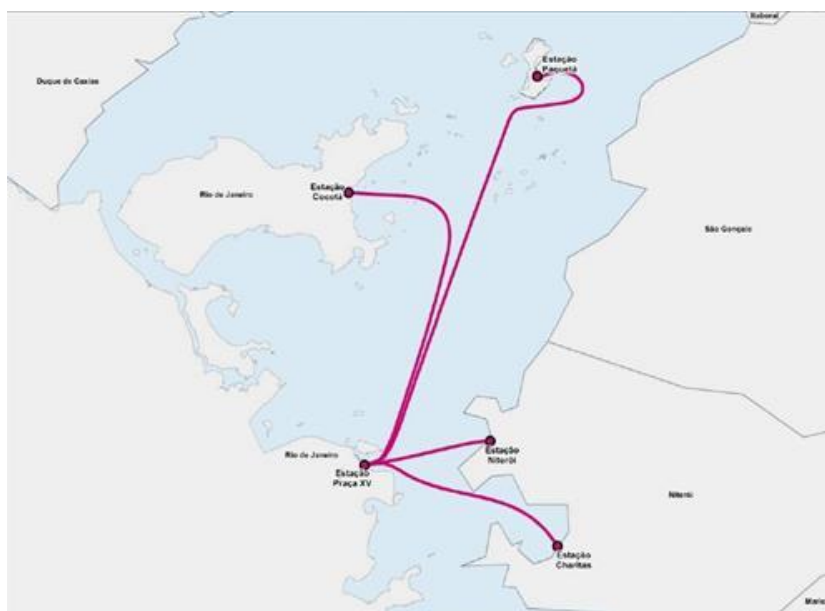 Itaboraí
Estação
Paquetá
Duque de Caxias
Estação
Cocotá
Rio de Janeiro
São Gonçalo
Estação
Niterói
Rio de Janeiro
Estação
Praça XV
Niterói
Estação
Charitas